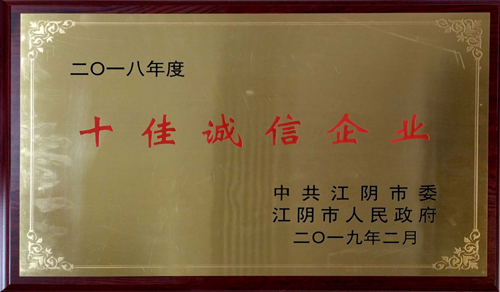 二〇一八年度
十佳诚信企业
中共江阴市委
江阴市人民政府
二〇一九年二月